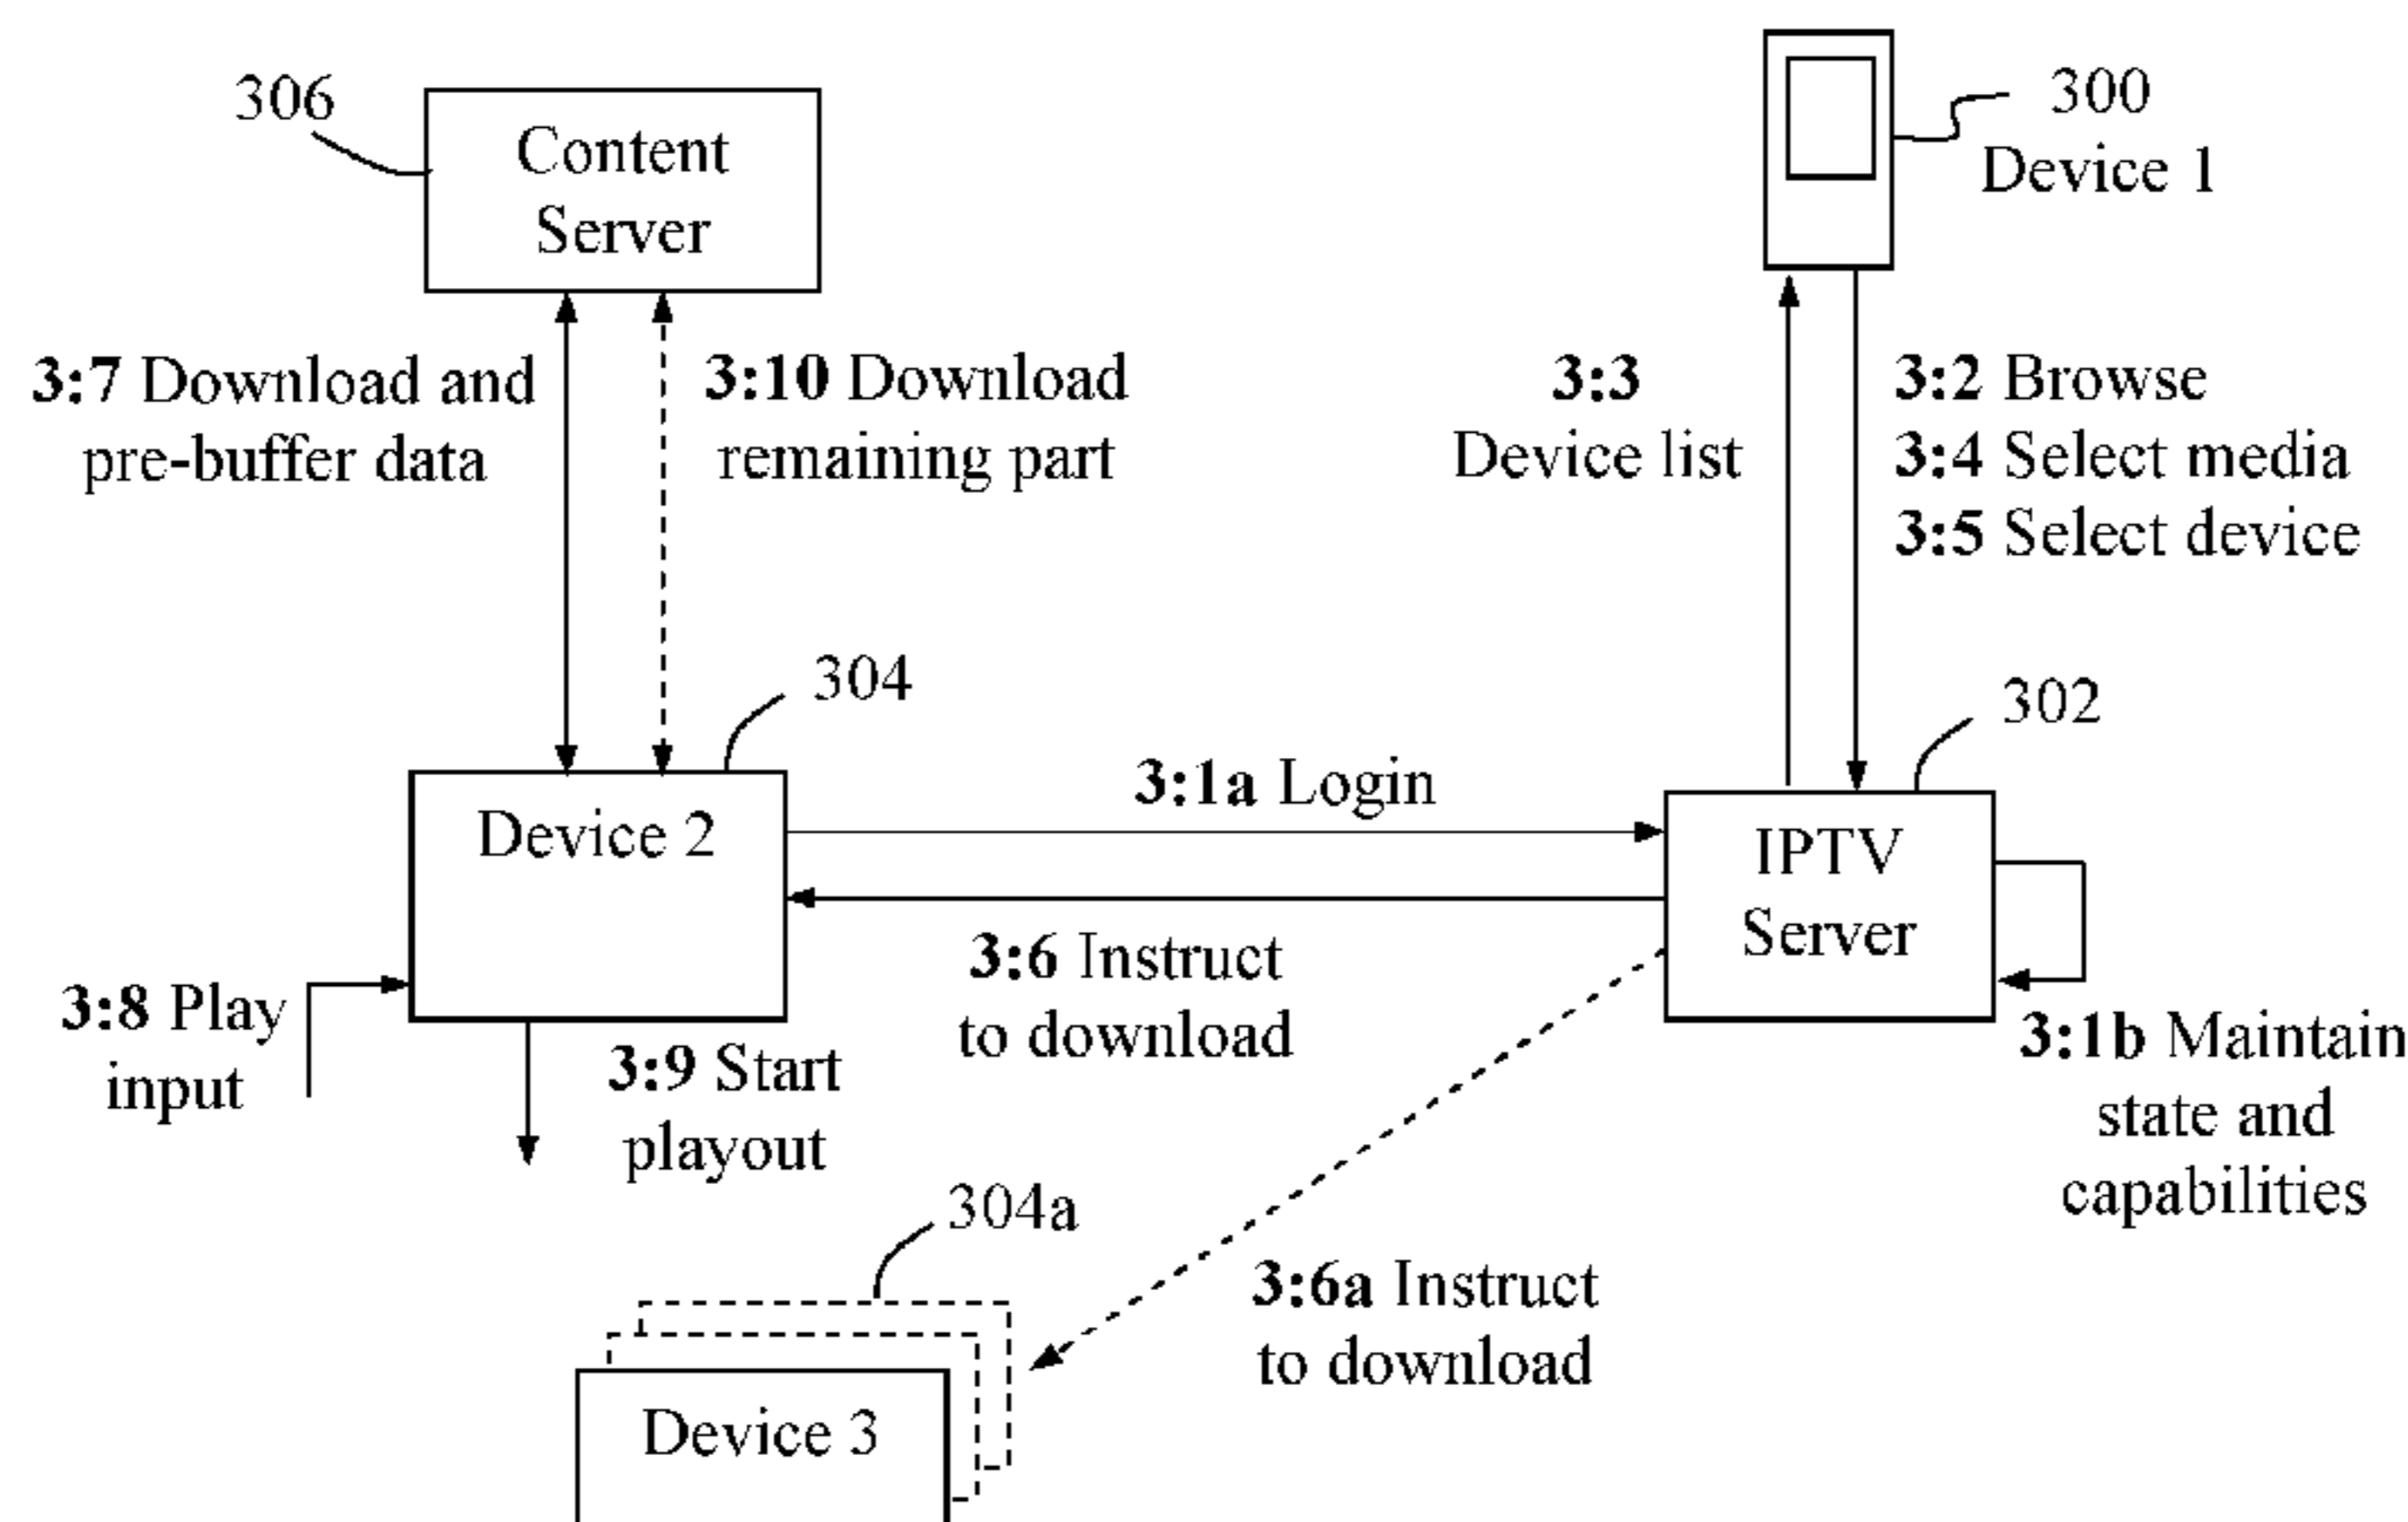 306
Content
Server
300
Device 1
3:7 Download and
pre-buffer data
3:10 Download
remaining part
3:3
Device list
3:2 Browse
3:4 Select media
3:5 Select device
304
302
Device 2
3:1a Login
IPTV
Server
3:6 Instruct
to download
3:8 Play
input
3:9 Start
playout
3:1b Maintain
state and
capabilities
304a
3:6a Instruct
to download
Device 3